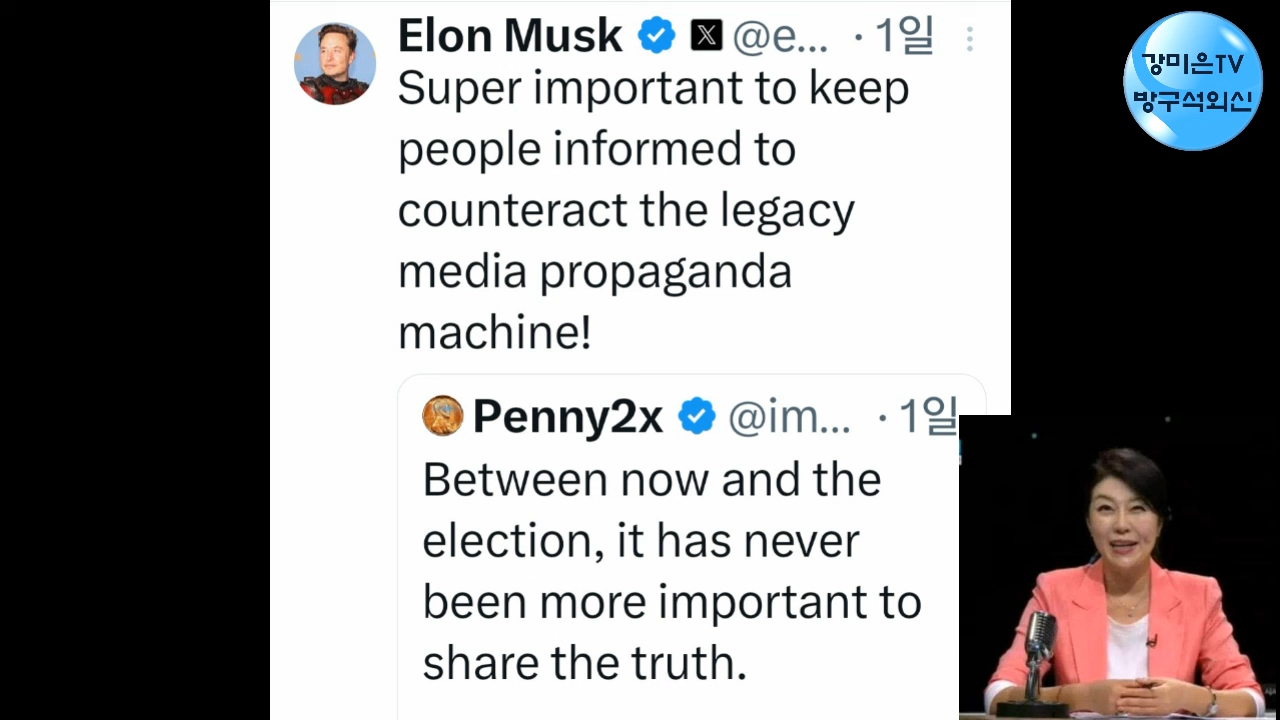 Elon Musk @e... · 1일
Super important to keep
people informed to
counteract the legacy
media propaganda
machine!
Penny2x @im... · 1일
Between now and the
election, it has never
been more important to
share the truth.
강미은TV
방구석외신